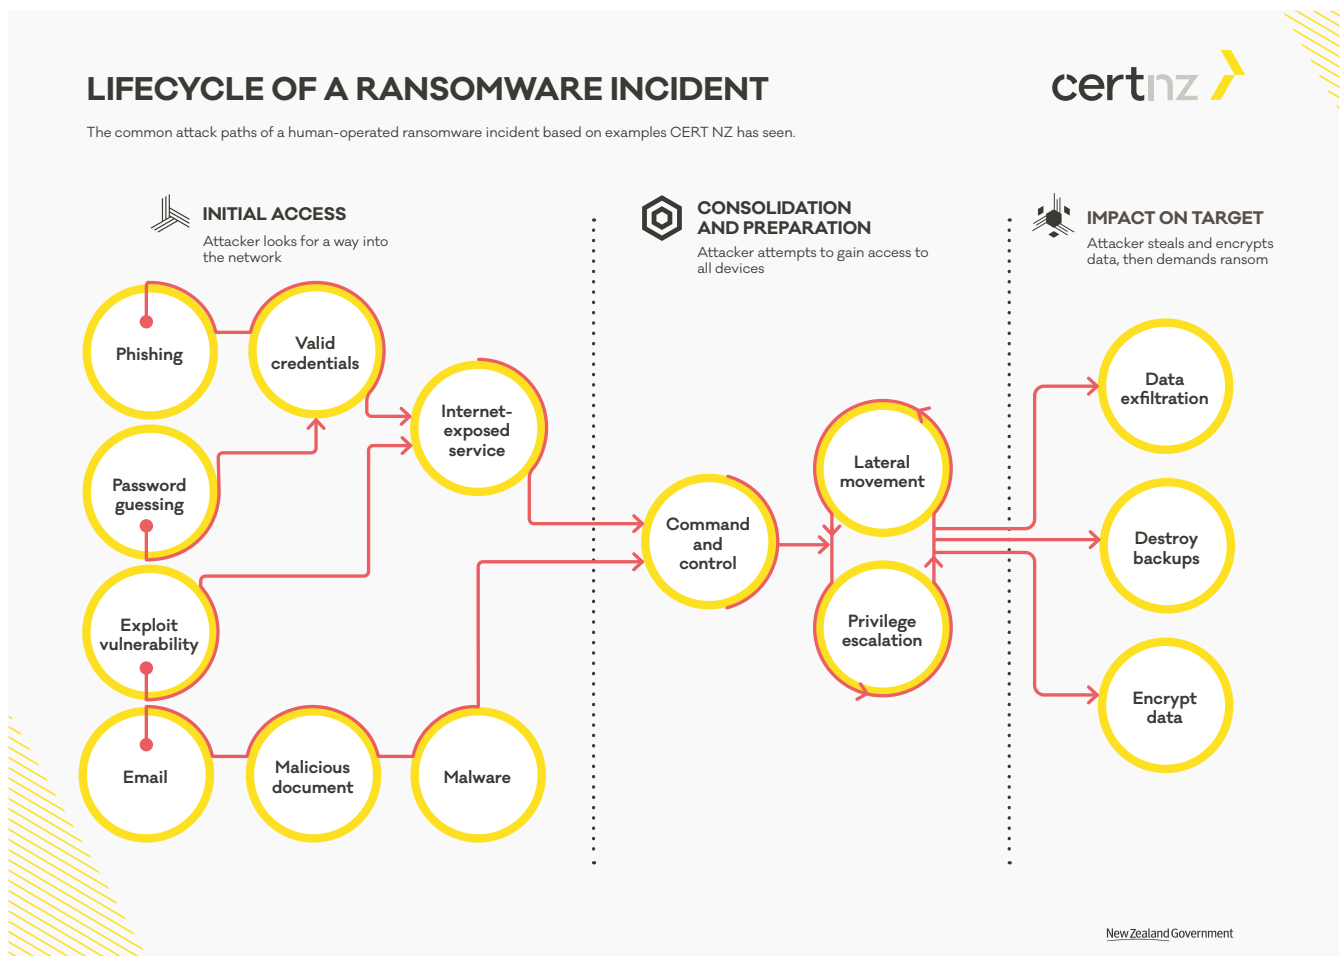 LIFECYCLE OF A RANSOMWARE INCIDENT
certnz
The common attack paths of a human-operated ransomware incident based on examples CERT NZ has seen.
INITIAL ACCESS
Attacker looks for a way into
the network
CONSOLIDATION
AND PREPARATION
Attacker attempts to gain access to
all devices
IMPACT ON TARGET
Attacker steals and encrypts
data, then demands ransom
Phishing
Valid
credentials
Internet-
exposed
service
Password
guessing
Exploit
vulnerability
Email
Malicious
document
Malware
Command
and
control
Lateral
movement
Privilege
escalation
Data
exfiltration
Destroy
backups
Encrypt
data
New Zealand Government